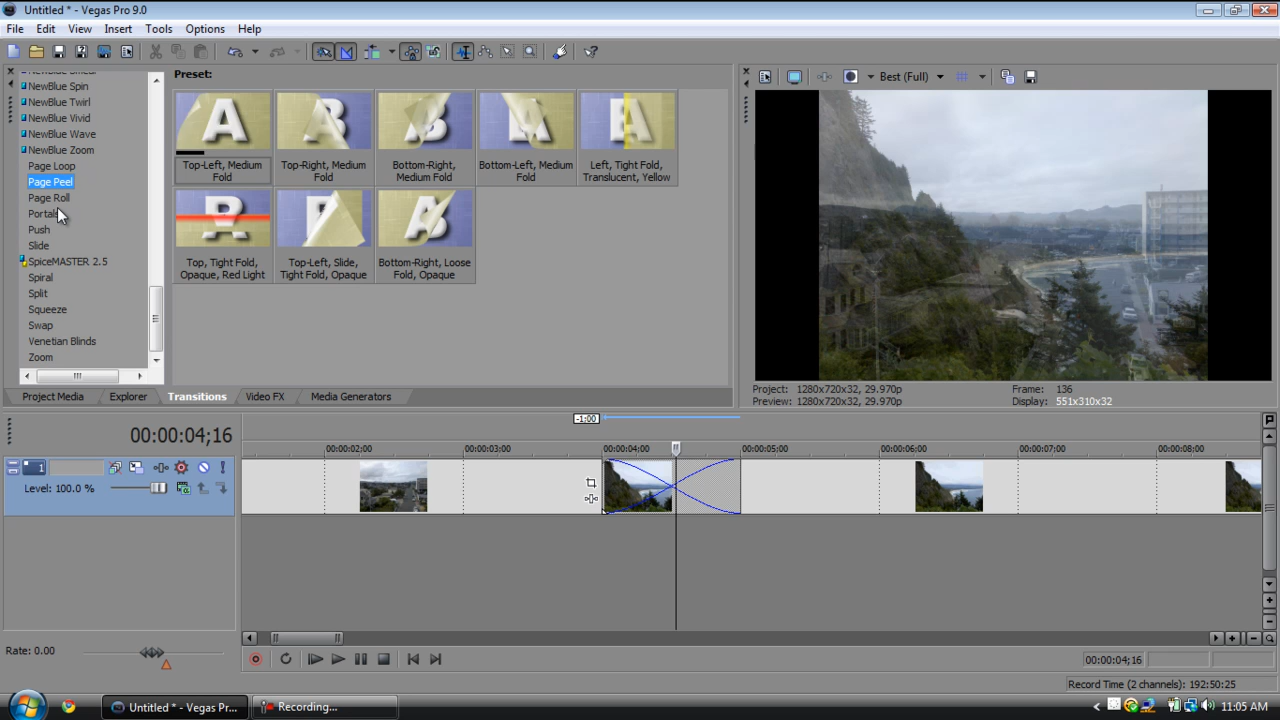 Untitled * - Vegas Pro 9.0
File Edit View Insert Tools Options Help
NewBlue Smear
NewBlue Spin
NewBlue Twirl
NewBlue Vivid
NewBlue Wave
NewBlue Zoom
Page Loop
Page Peel
Page Roll
Portals
Push
Slide
SpiceMASTER 2.5
Spiral
Split
Squeeze
Swap
Venetian Blinds
Zoom
Preset:
Top-Left, Medium Fold
Top-Right, Medium Fold
Bottom-Right, Medium Fold
Bottom-Left, Medium Fold
Left, Tight Fold, Translucent, Yellow
Top, Tight Fold, Opaque, Red Light
Top-Left, Slide, Tight Fold, Opaque
Bottom-Right, Loose Fold, Opaque
Best (Full)
Project: 1280x720x32, 29.970p Frame: 136
Preview: 1280x720x32, 29.970p Display: 551x310x32
Project Media Explorer Transitions Video FX Media Generators
-1:00
00:00:04;16
00:00:02;00 00:00:03;00 00:00:04;00 00:00:05;00 00:00:06;00 00:00:07;00 00:00:08;00
1
Level: 100.0 %
Rate: 0.00
00:00:04;16
Record Time (2 channels): 192:50:25
Untitled * - Vegas Pr... Recording... 11:05 AM